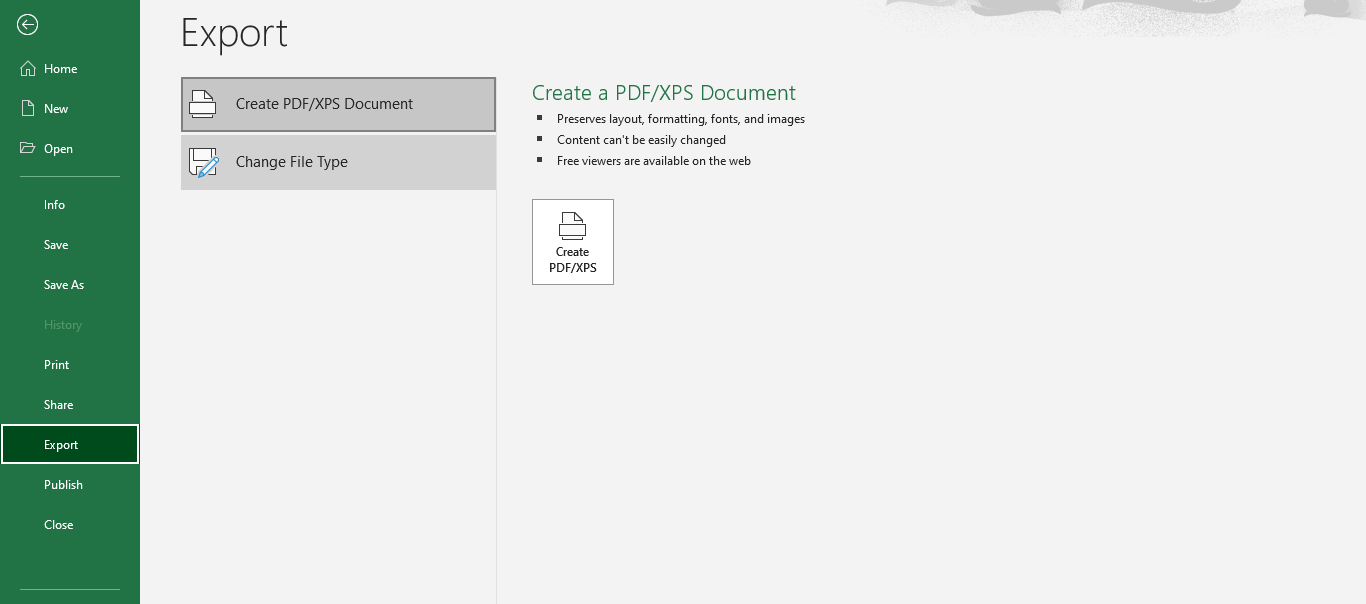 Export
Home
New
Open
Info
Save
Save As
History
Print
Share
Export
Publish
Close
Create PDF/XPS Document
Change File Type
Create a PDF/XPS Document
Preserves layout, formatting, fonts, and images
Content can't be easily changed
Free viewers are available on the web
Create
PDF/XPS